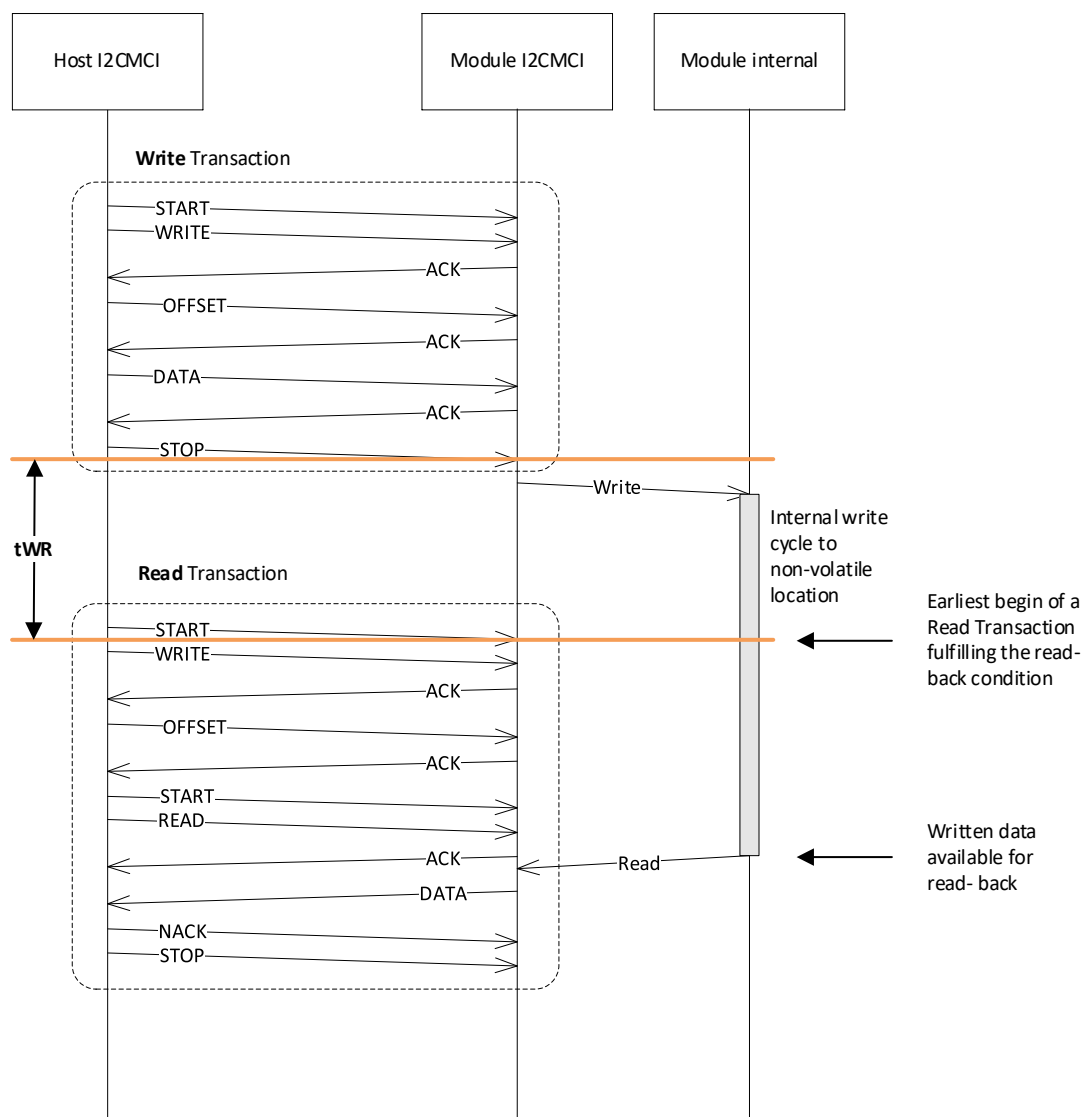 Host I2CMCI
Module I2CMCI
Module internal
Write Transaction
START
WRITE
ACK
OFFSET
ACK
DATA
ACK
STOP
Write
tWR
Internal write
cycle to
non-volatile
location
Read Transaction
Earliest begin of a
Read Transaction
fulfilling the read-
back condition
START
WRITE
ACK
OFFSET
ACK
START
READ
ACK
Read
Written data
available for
read- back
DATA
NACK
STOP